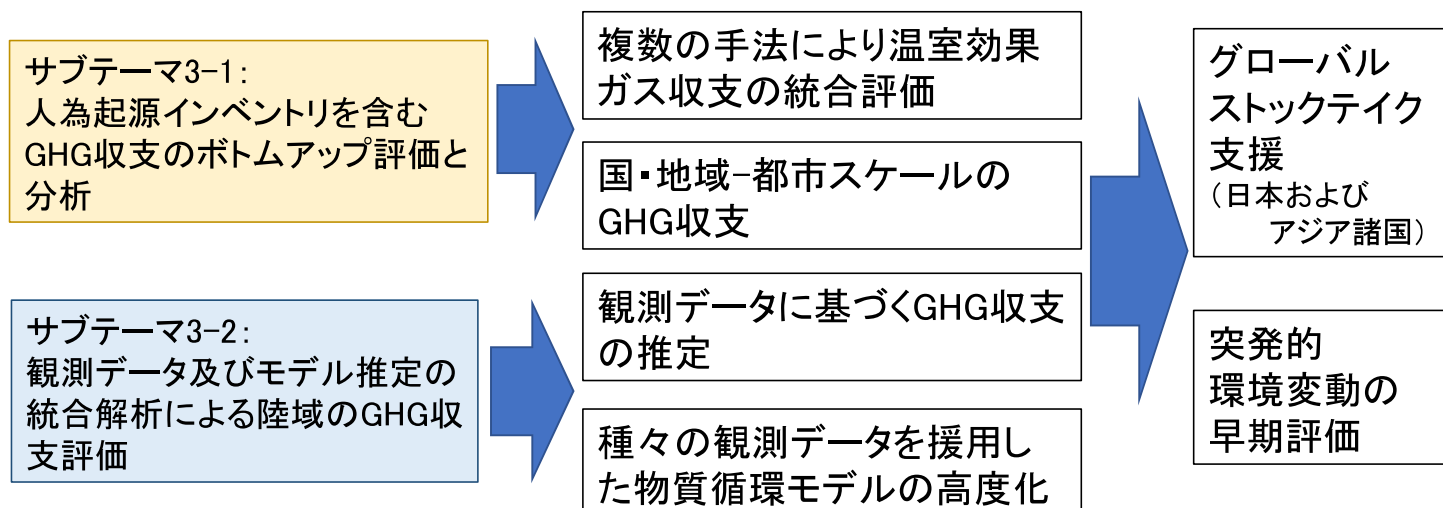 サブテーマ3-1:
人為起源インベントリを含む
GHG収支のボトムアップ評価と
分析
サブテーマ3-2:
観測データ及びモデル推定の
統合解析による陸域のGHG収
支評価
複数の手法により温室効果
ガス収支の統合評価
国・地域-都市スケールの
GHG収支
観測データに基づくGHG収支
の推定
種々の観測データを援用し
た物質循環モデルの高度化
グローバル
ストックテイク
支援
(日本および
アジア諸国)
突発的
環境変動の
早期評価